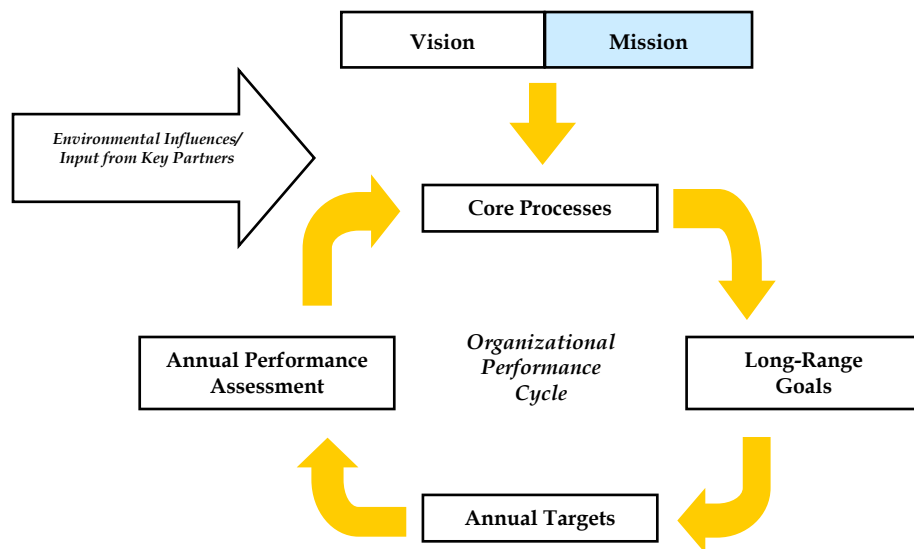 Vision
Mission
Environmental Influences/
Input from Key Partners
Core Processes
Annual Performance
Assessment
Organizational
Performance
Cycle
Long-Range
Goals
Annual Targets